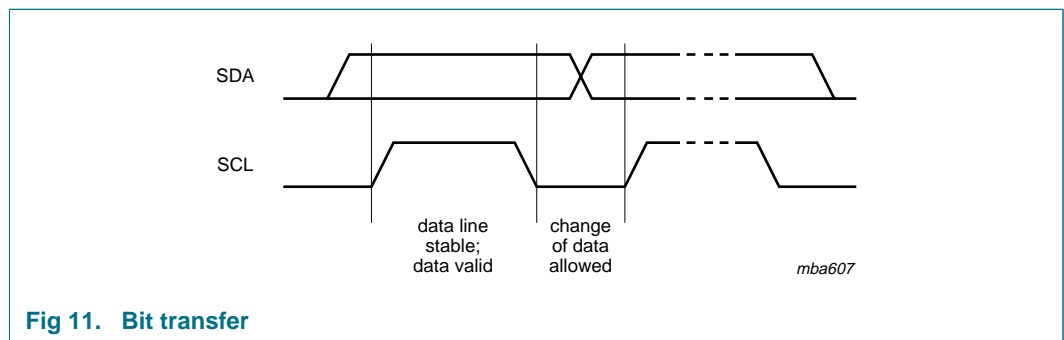 SDA
SCL
data line
stable;
data valid
change
of data
allowed
mba607
Fig 11. Bit transfer